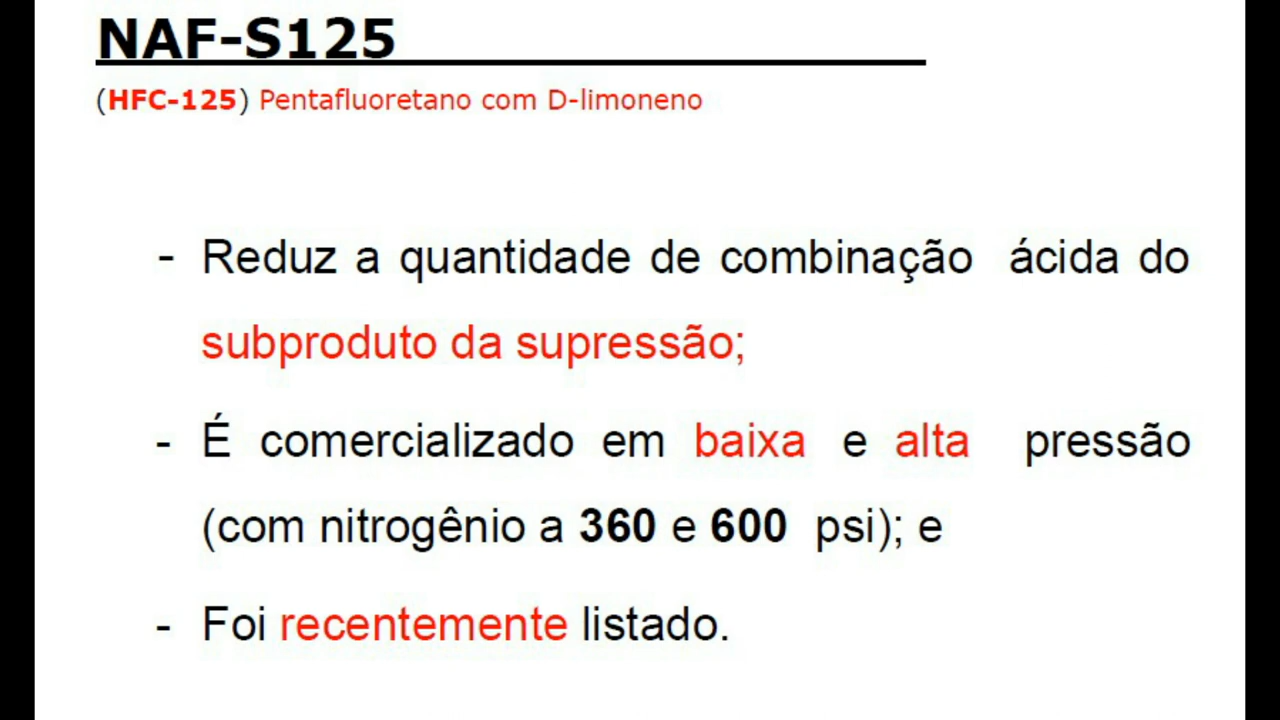 NAF-S125
(HFC-125) Pentafluoretano com D-limoneno
- Reduz a quantidade de combinação ácida do
subproduto da supressão;
- É comercializado em baixa e alta pressão
(com nitrogênio a 360 e 600 psi); e
- Foi recentemente listado.